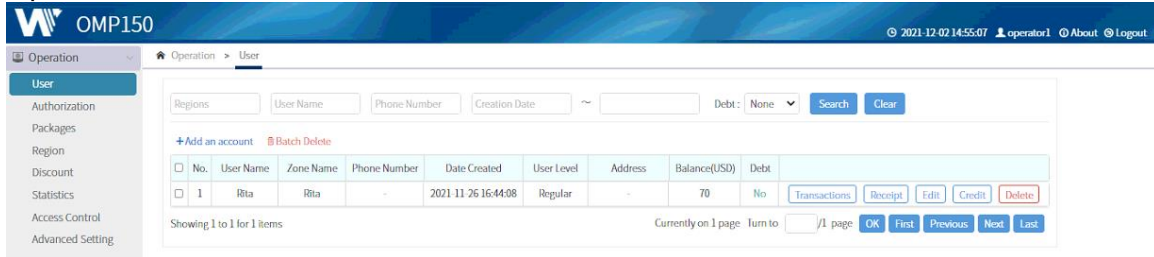 W OMP150
2021-12-02 14:55:07 operator1 About Logout
Operation
Operation > User
User
Authorization
Packages
Region
Discount
Statistics
Access Control
Advanced Setting
Regions User Name Phone Number Creation Date ~ Debt : None Search Clear
+Add an account Batch Delete
No. User Name Zone Name Phone Number Date Created User Level Address Balance(USD) Debt
1 Rita Rita - 2021-11-26 16:44:08 Regular - 70 No Transactions Receipt Edit Credit Delete
Showing 1 to 1 for 1 items Currently on 1 page Turn to /1 page OK First Previous Next Last